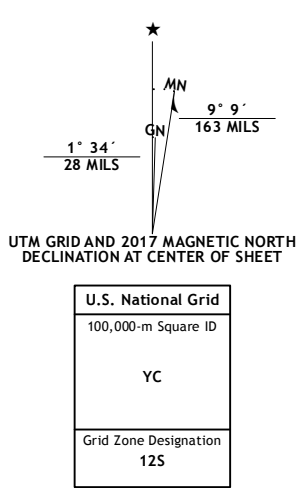 ★
MN
GN
9° 9´
163 MILS
1° 34´
28 MILS
UTM GRID AND 2017 MAGNETIC NORTH
DECLINATION AT CENTER OF SHEET
U.S. National Grid
100,000-m Square ID
YC
Grid Zone Designation
12S